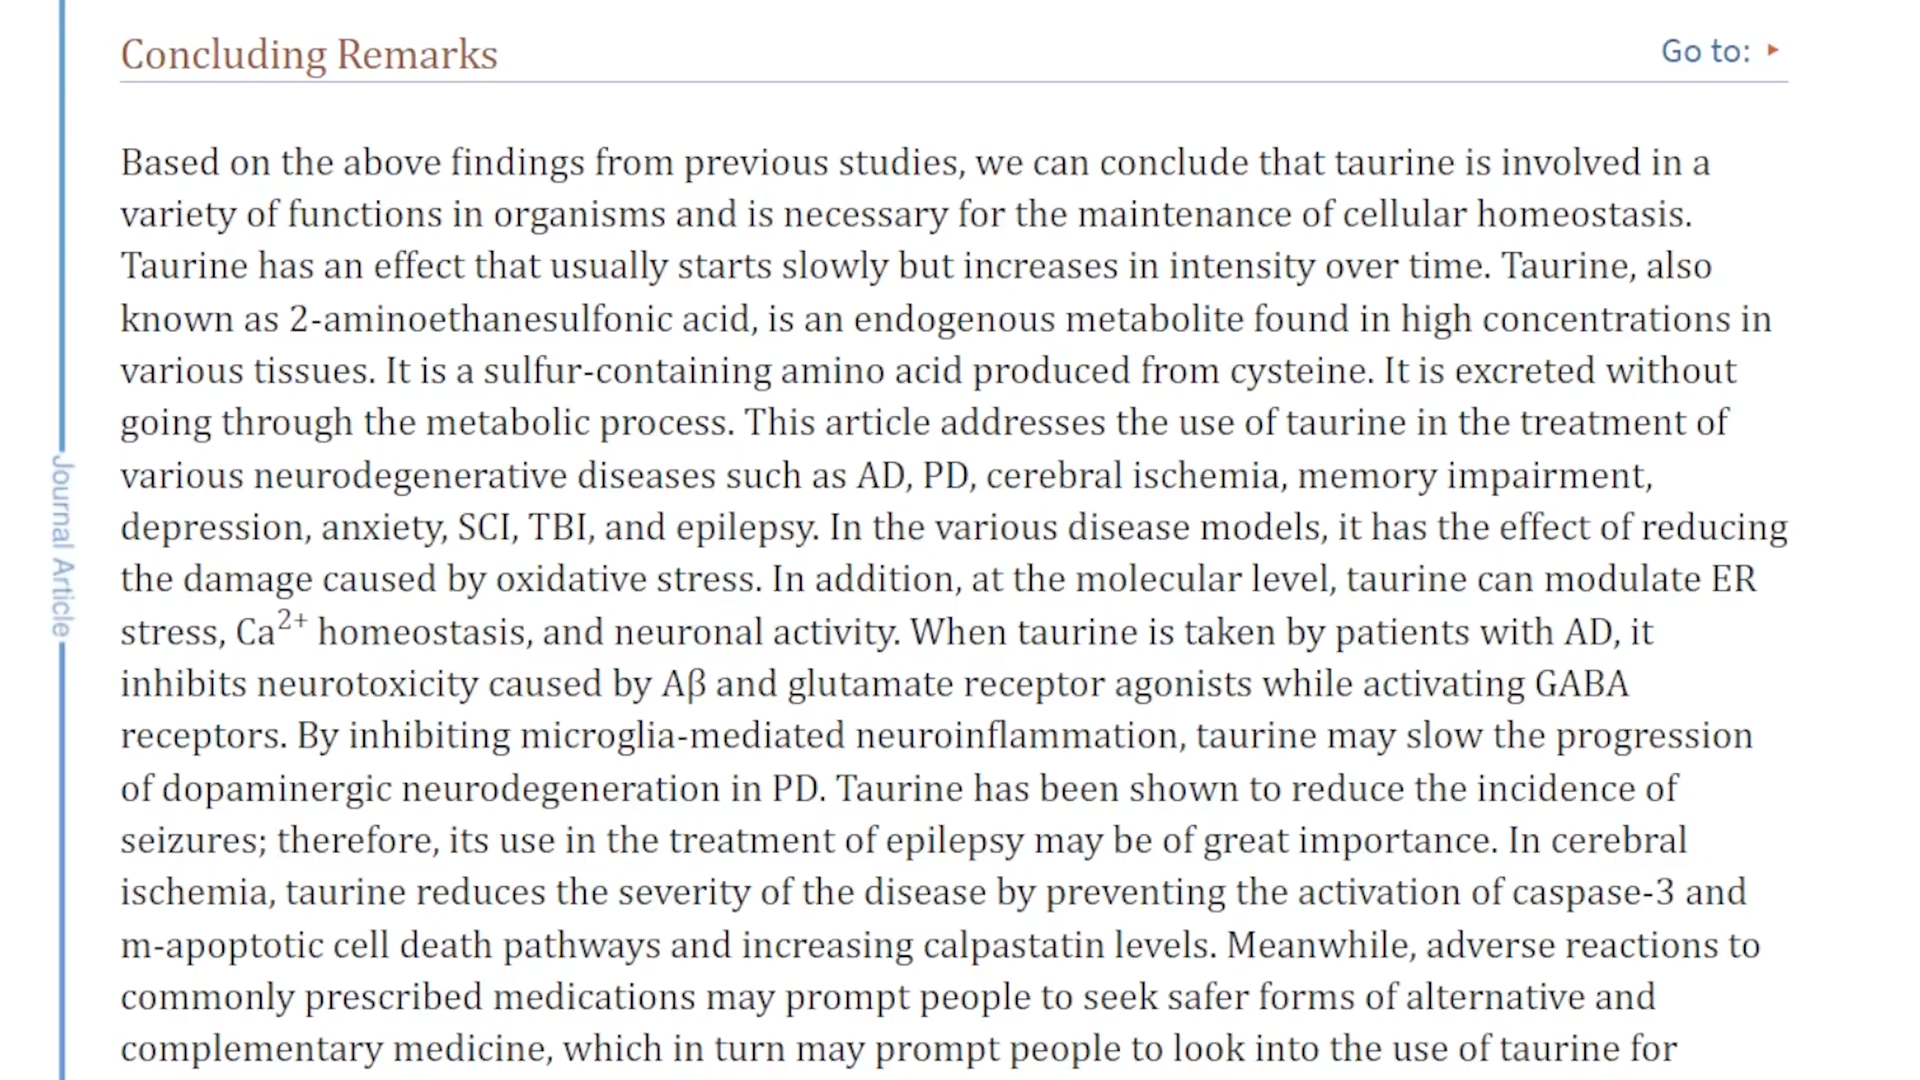 Concluding Remarks
Go to:
Based on the above findings from previous studies, we can conclude that taurine is involved in a
variety of functions in organisms and is necessary for the maintenance of cellular homeostasis.
Taurine has an effect that usually starts slowly but increases in intensity over time. Taurine, also
known as 2-aminoethanesulfonic acid, is an endogenous metabolite found in high concentrations in
various tissues. It is a sulfur-containing amino acid produced from cysteine. It is excreted without
going through the metabolic process. This article addresses the use of taurine in the treatment of
various neurodegenerative diseases such as AD, PD, cerebral ischemia, memory impairment,
depression, anxiety, SCI, TBI, and epilepsy. In the various disease models, it has the effect of reducing
the damage caused by oxidative stress. In addition, at the molecular level, taurine can modulate ER
stress, Ca²⁺ homeostasis, and neuronal activity. When taurine is taken by patients with AD, it
inhibits neurotoxicity caused by Aβ and glutamate receptor agonists while activating GABA
receptors. By inhibiting microglia-mediated neuroinflammation, taurine may slow the progression
of dopaminergic neurodegeneration in PD. Taurine has been shown to reduce the incidence of
seizures; therefore, its use in the treatment of epilepsy may be of great importance. In cerebral
ischemia, taurine reduces the severity of the disease by preventing the activation of caspase-3 and
m-apoptotic cell death pathways and increasing calpastatin levels. Meanwhile, adverse reactions to
commonly prescribed medications may prompt people to seek safer forms of alternative and
complementary medicine, which in turn may prompt people to look into the use of taurine for
Journal Article